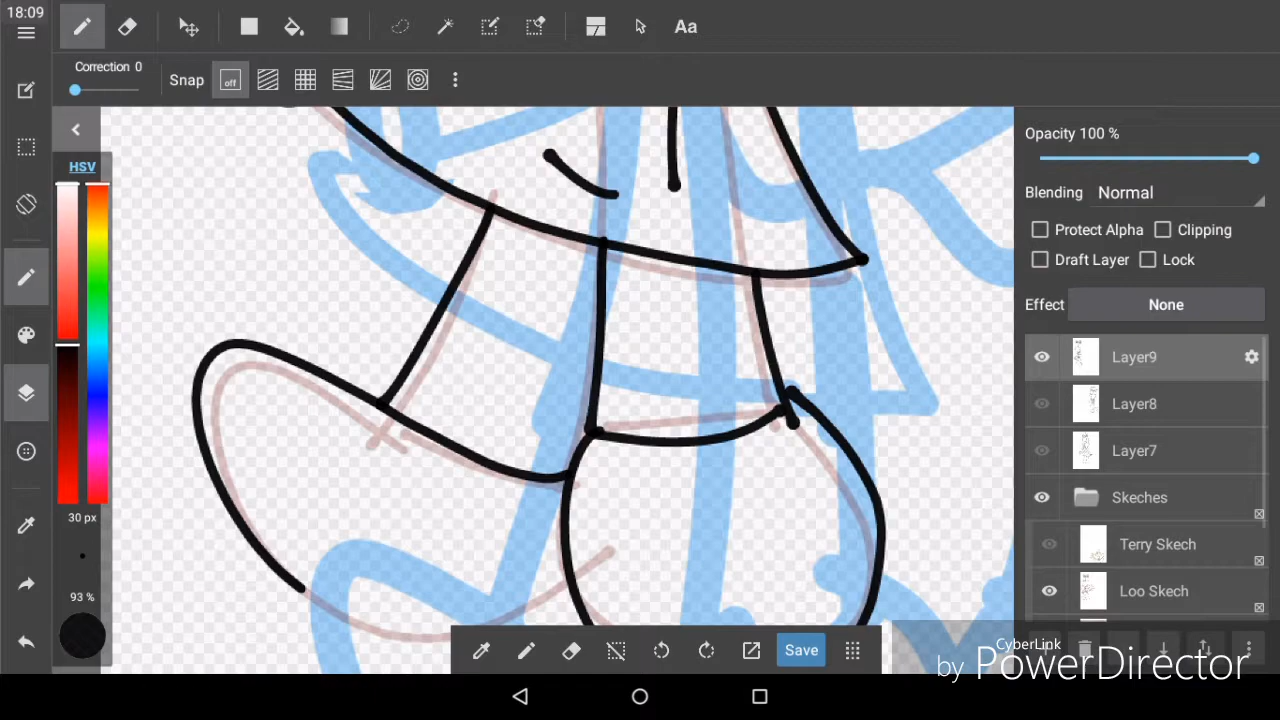 18:09
Aa
Correction 0
Snap
off
HSV
30 px
93 %
Opacity 100 %
Blending Normal
Protect Alpha Clipping
Draft Layer Lock
Effect None
Layer9
Layer8
Layer7
Skeches
Terry Skech
Loo Skech
Save
CyberLink
by PowerDirector